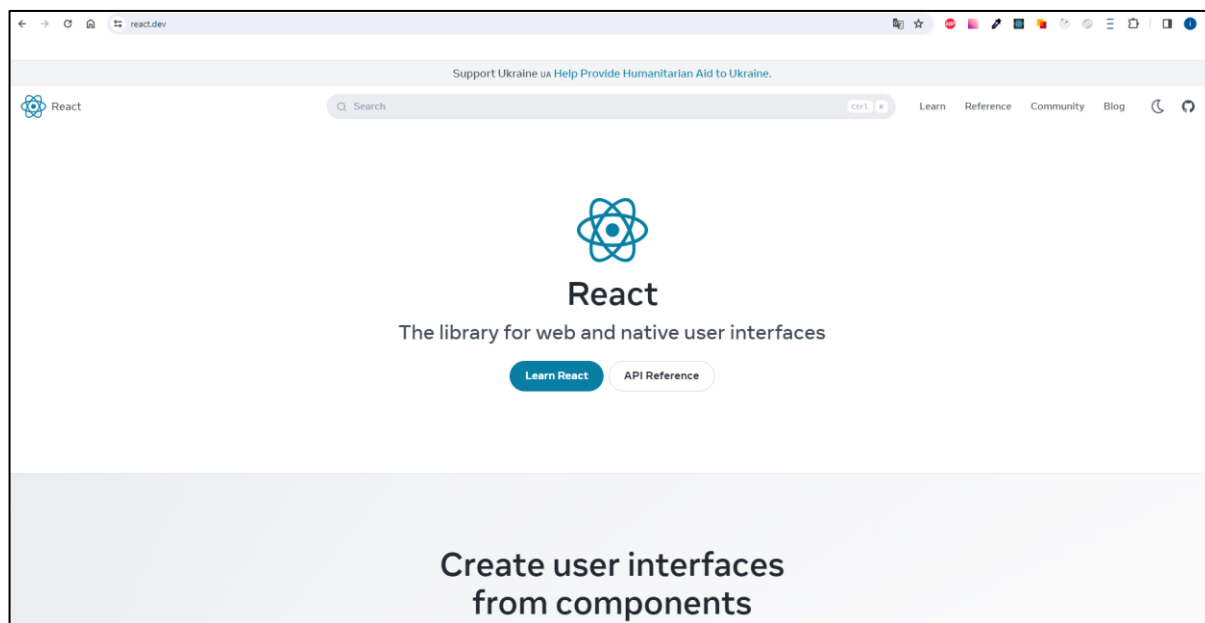 react.dev
Support Ukraine UA Help Provide Humanitarian Aid to Ukraine.
React
Search
Ctrl K
Learn Reference Community Blog
React
The library for web and native user interfaces
Learn React API Reference
Create user interfaces
from components